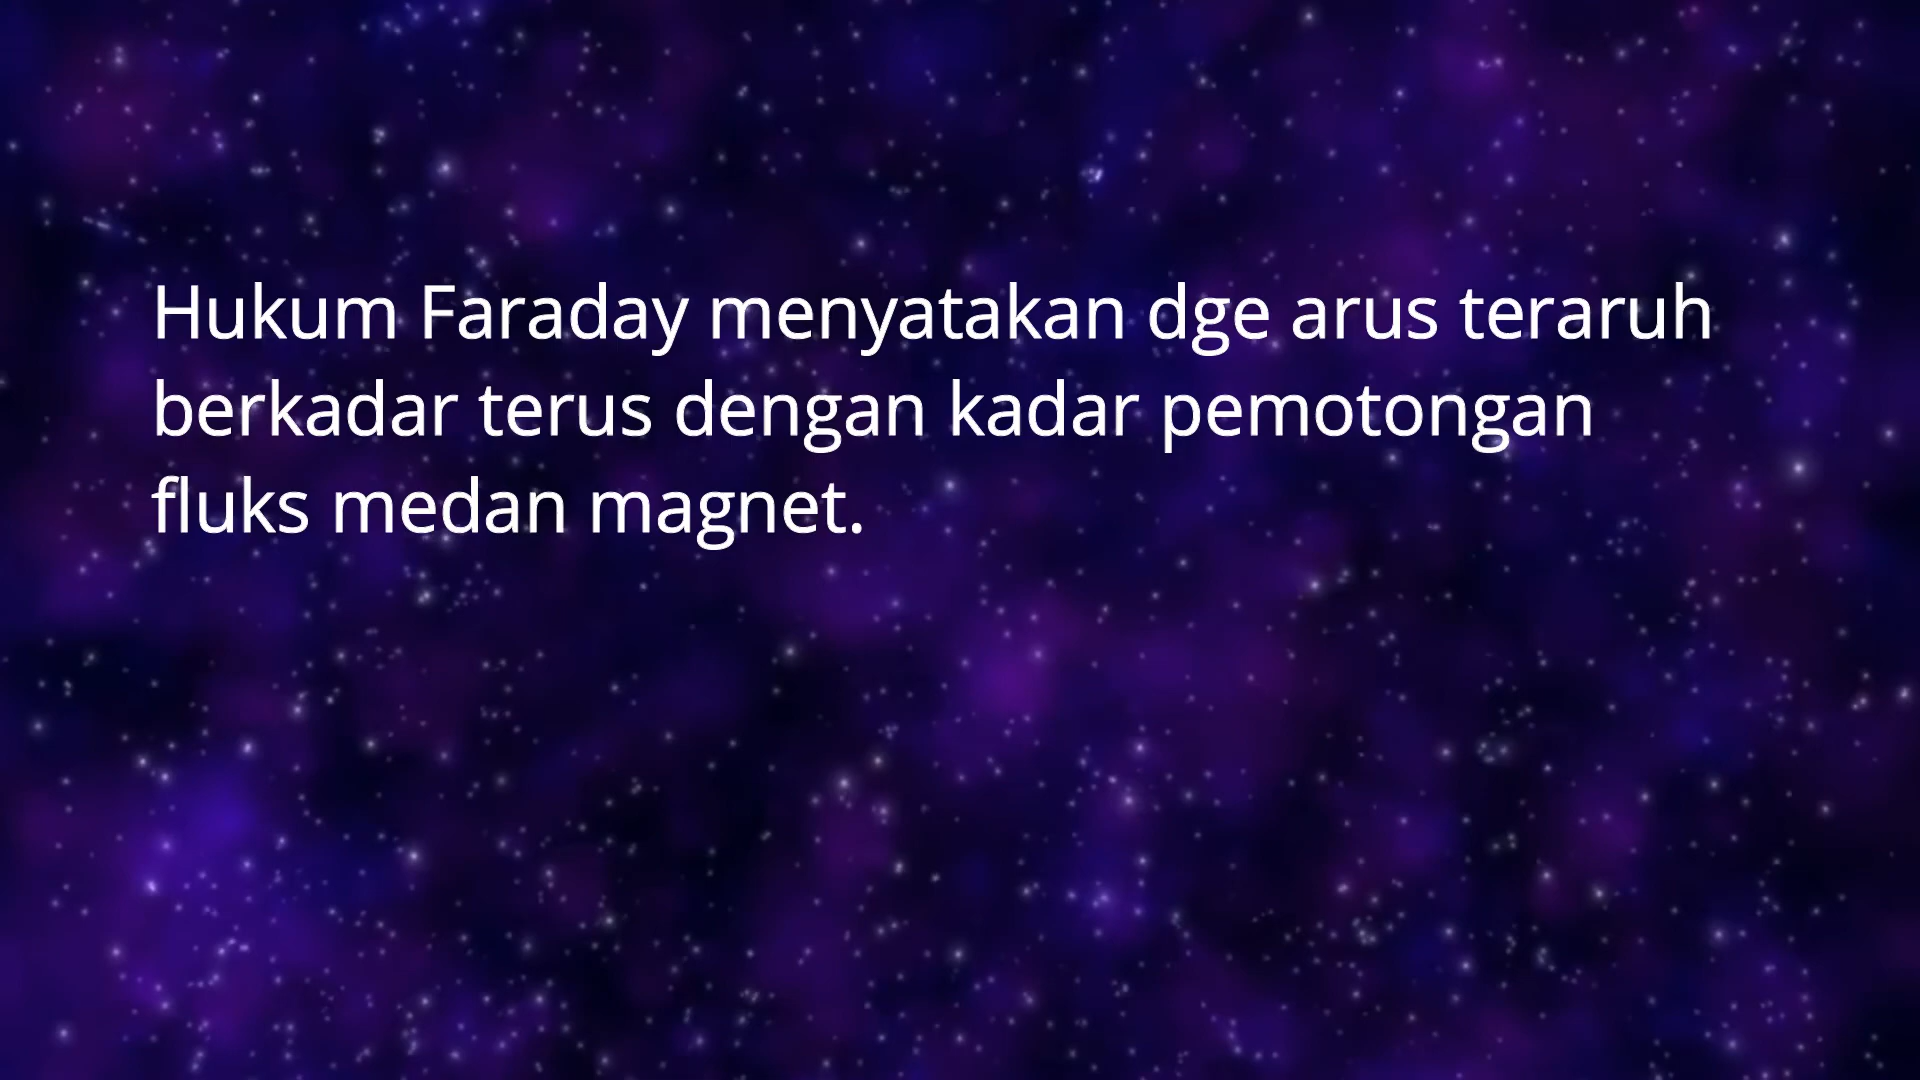 Hukum Faraday menyatakan dge arus teraruh
berkadar terus dengan kadar pemotongan
fluks medan magnet.